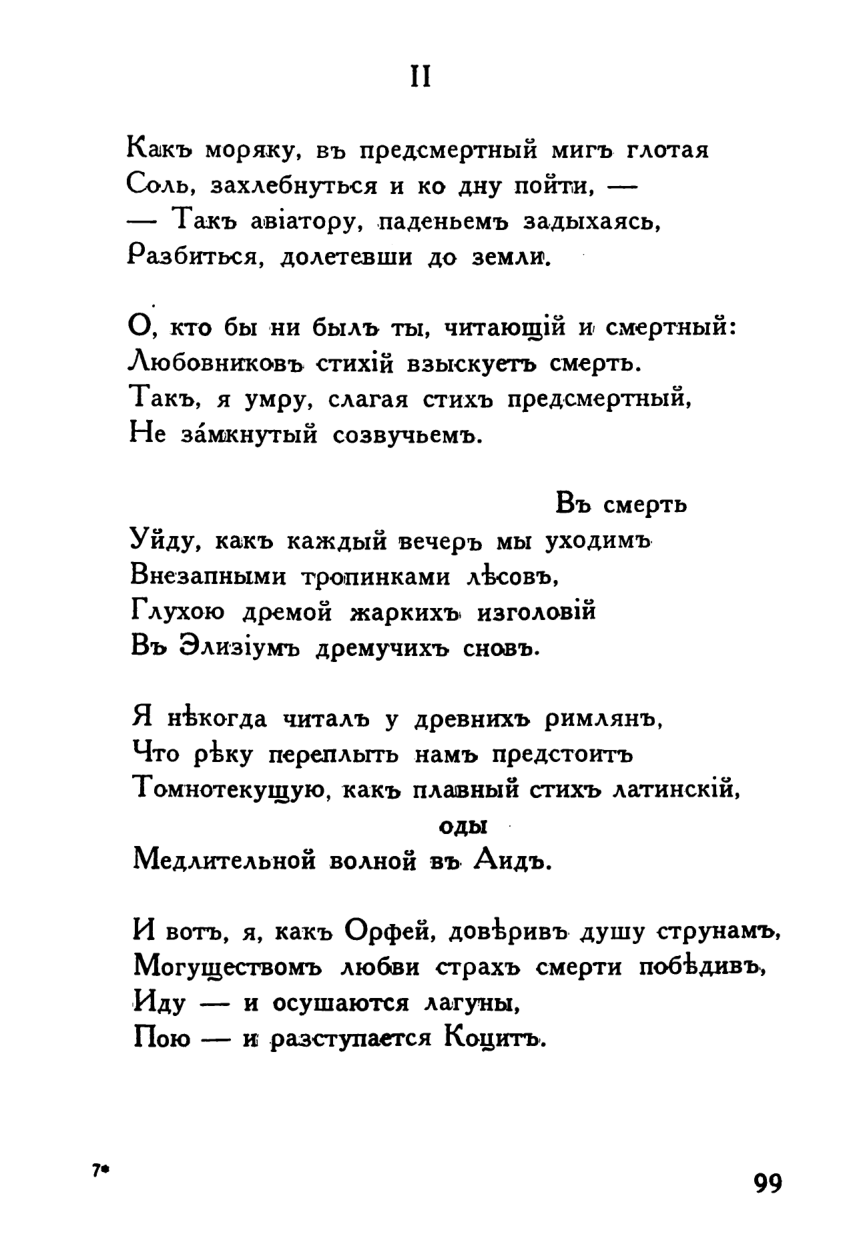 II
Какъ моряку, въ предсмертный мигъ глотая
Соль, захлебнуться и ко дну пойти, —
— Такъ авіатору, паденьемъ задыхаясь,
Разбиться, долетевши до земли.
О, кто бы ни былъ ты, читающій и смертный:
Любовниковъ стихій взыскуетъ смерть.
Такъ, я умру, слагая стихъ предсмертный,
Не за́мкнутый созвучьемъ.
Въ смерть
Уйду, какъ каждый вечеръ мы уходимъ
Внезапными тропинками лѣсовъ,
Глухою дремой жаркихъ изголовій
Въ Элизіумъ дремучихъ сновъ.
Я нѣкогда читалъ у древнихъ римлянъ,
Что рѣку переплыть намъ предстоитъ
Томнотекущую, какъ плавный стихъ латинскій,
оды
Медлительной волной въ Аидъ.
И вотъ, я, какъ Орфей, довѣривъ душу струнамъ,
Могуществомъ любви страхъ смерти побѣдивъ,
Иду — и осушаются лагуны,
Пою — и разступается Коцитъ.
7*
99